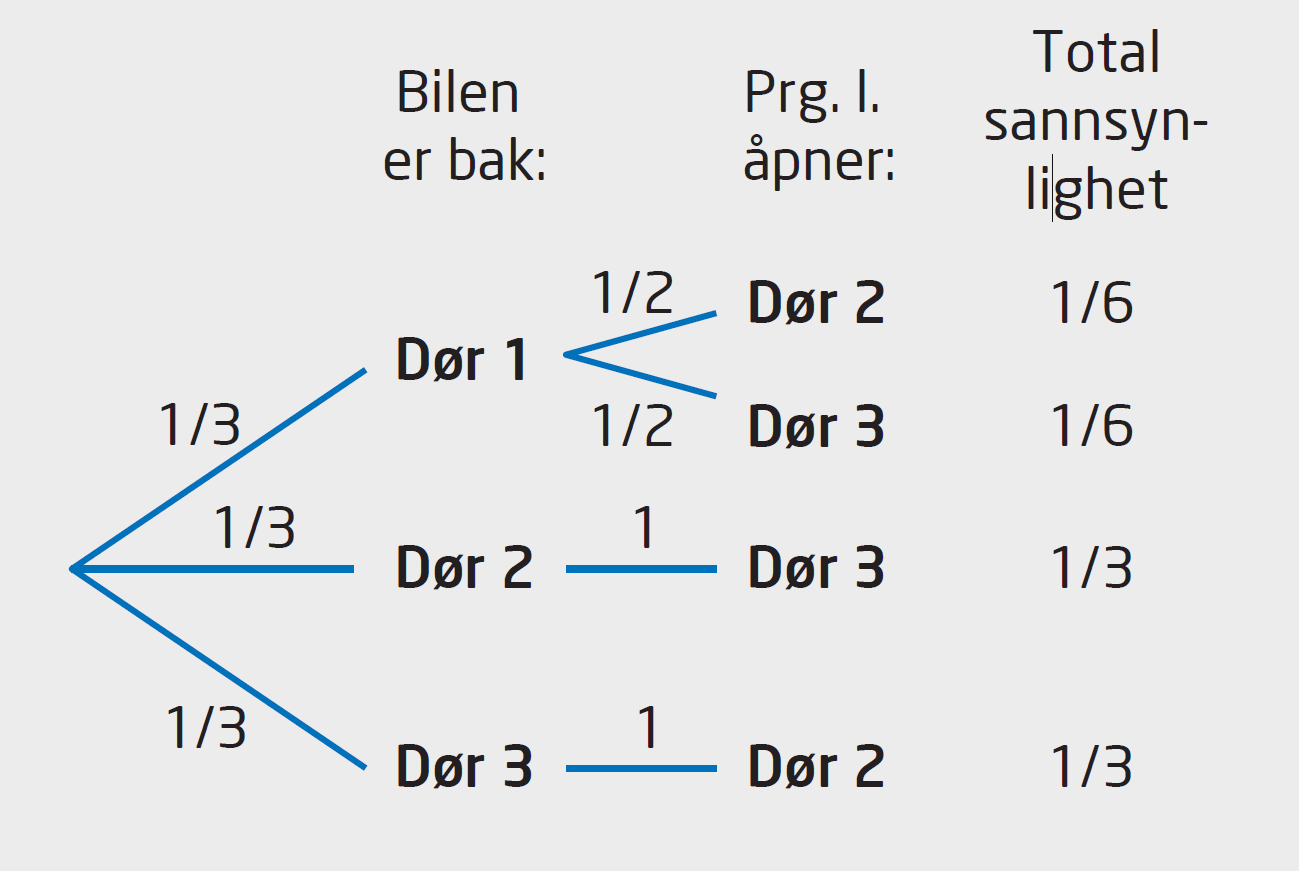 Bilen
er bak:
Prg. l.
åpner:
Total
sannsyn-
lighet
1/3
Dør 1
1/2
Dør 2
1/6
1/2
Dør 3
1/6
1/3
Dør 2
1
Dør 3
1/3
1/3
Dør 3
1
Dør 2
1/3